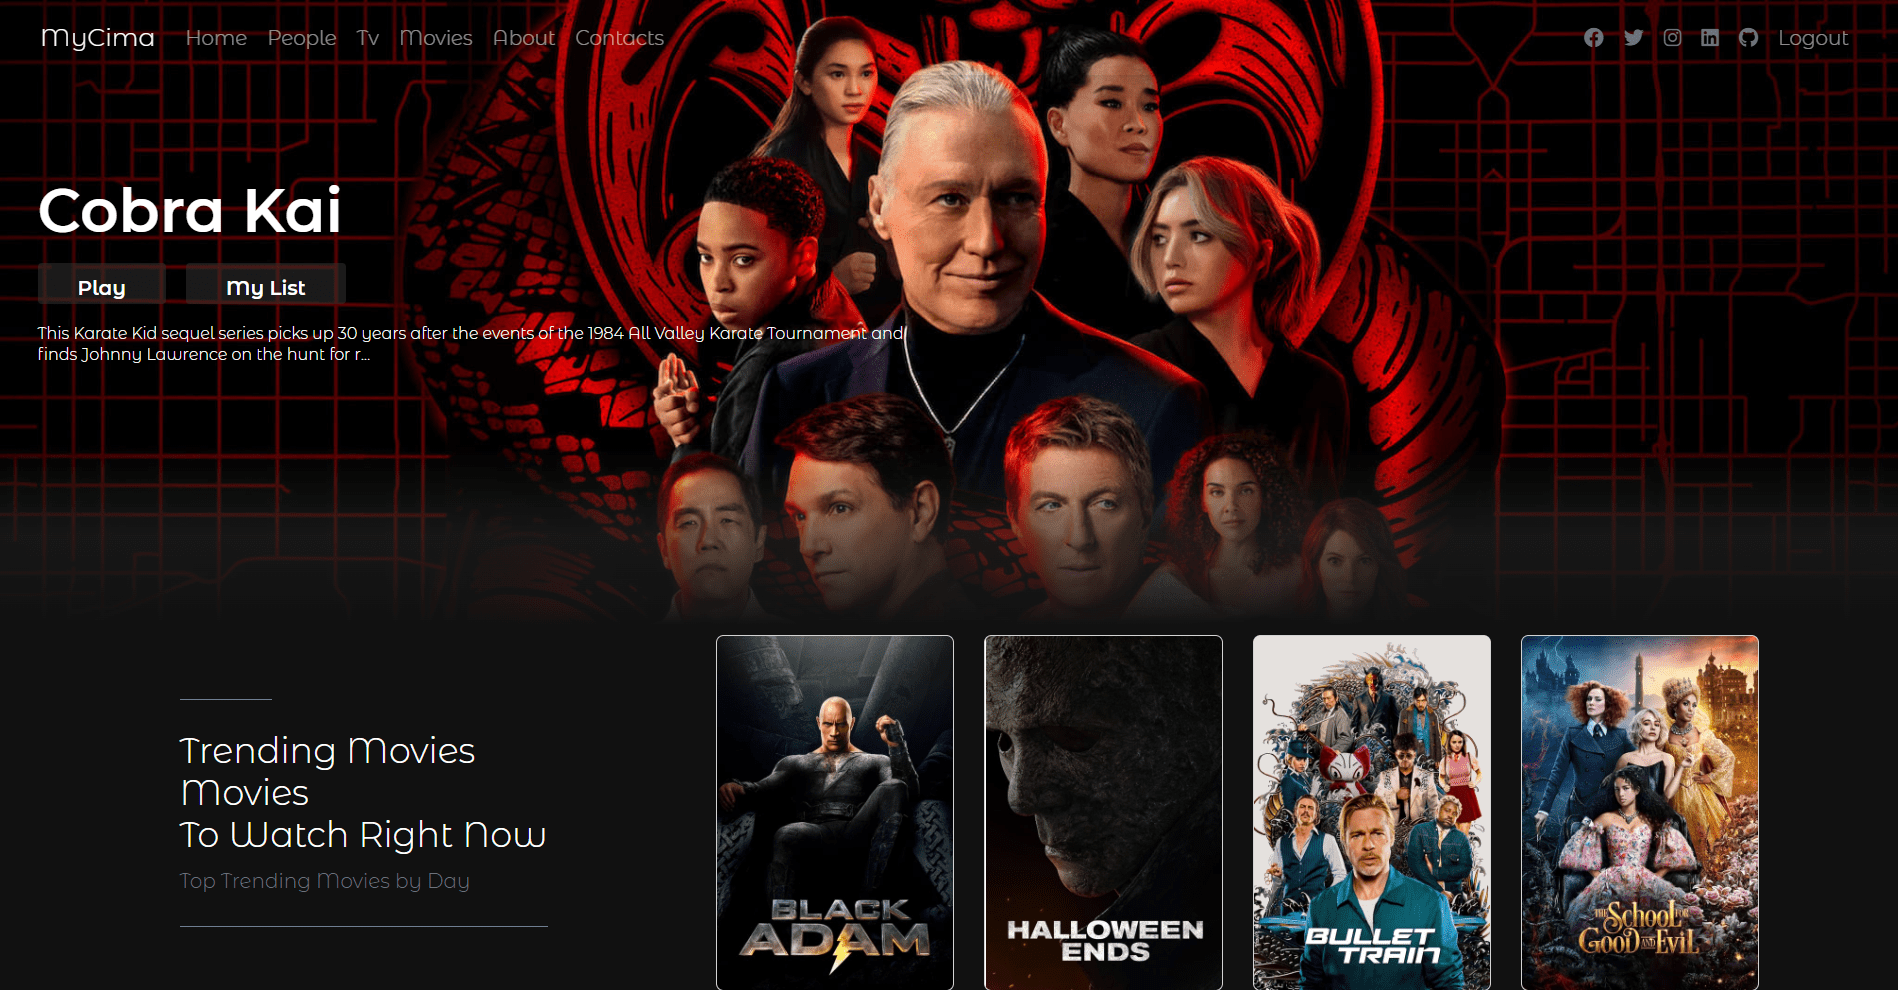 MyCima Home People Tv Movies About Contacts Logout
Cobra Kai
Play My List
This Karate Kid sequel series picks up 30 years after the events of the 1984 All Valley Karate Tournament and
finds Johnny Lawrence on the hunt for r...
Trending Movies
Movies
To Watch Right Now
Top Trending Movies by Day
BLACK
ADAM
HALLOWEEN
ENDS
BULLET
TRAIN
THE SCHOOL FOR
GOOD AND EVIL